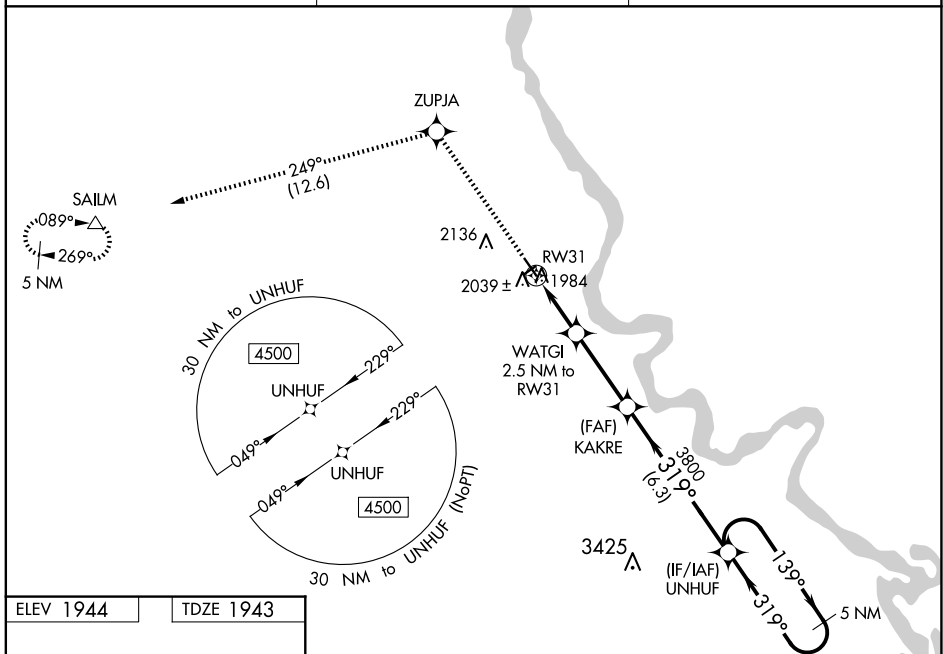 ZUPJA
249°
(12.6)
SAILM
089°
269°
5 NM
2136
RW31
2039 ±
1984
30 NM to UNHUF
4500
UNHUF
229°
049°
WATGI
2.5 NM to
RW31
(FAF)
KAKRE
229°
UNHUF
049°
4500
30 NM to UNHUF (NoPT)
3800
319°
(6.3)
3425
(IF/IAF)
UNHUF
139°
319°
5 NM
ELEV 1944
TDZE 1943